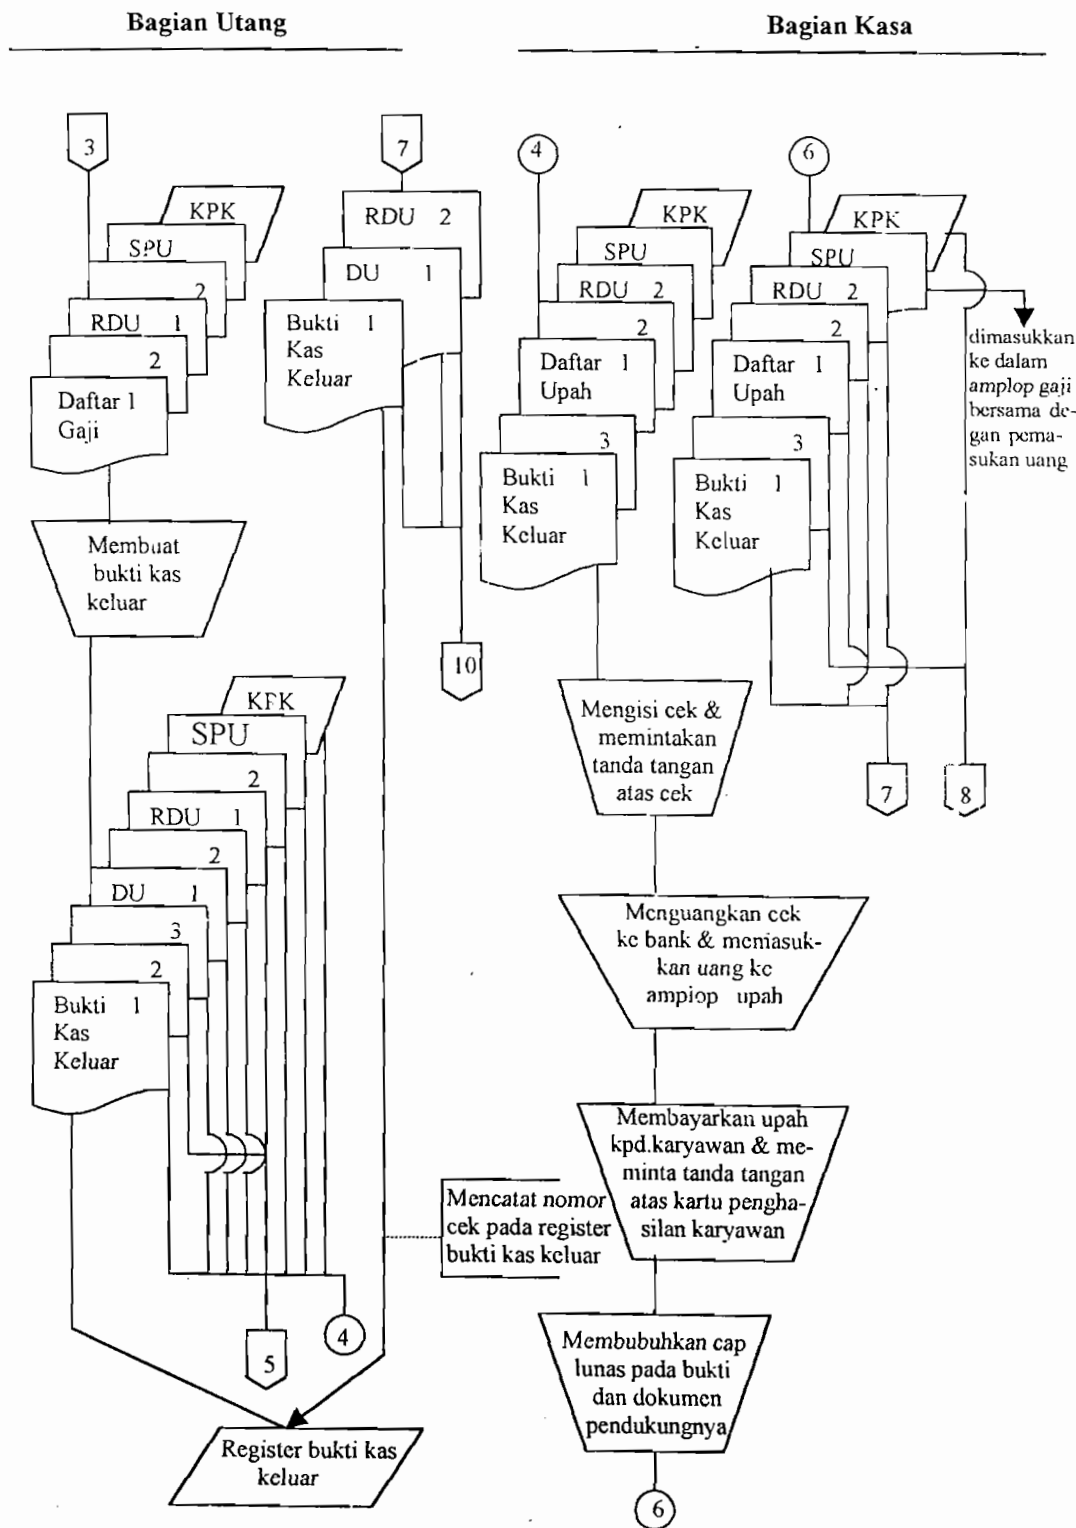 Bagian Utang
3
KPK
SPU
2
RDU 1
2
Daftar 1
Gaji
Membuat
bukti kas
keluar
KPK
SPU
2
RDU 1
2
DU 1
3
2
Bukti 1
Kas
Keluar
5
4
Register bukti kas
keluar
7
RDU 2
DU 1
Bukti 1
Kas
Keluar
10
Mencatat nomor
cek pada register
bukti kas keluar
Bagian Kasa
4
KPK
SPU
RDU 2
2
Daftar 1
Upah
3
Bukti 1
Kas
Keluar
Mengisi cek &
memintakan
tanda tangan
atas cek
Menguangkan cek
ke bank & memasuk-
kan uang ke
amplop upah
Membayarkan upah
kpd.karyawan & me-
minta tanda tangan
atas kartu pengha-
silan karyawan
Membubuhkan cap
lunas pada bukti
dan dokumen
pendukungnya
6
6
KPK
SPU
RDU 2
2
Daftar 1
Upah
3
Bukti 1
Kas
Keluar
dimasukkan
ke dalam
amplop gaji
bersama de-
gan pema-
sukan uang
7
8